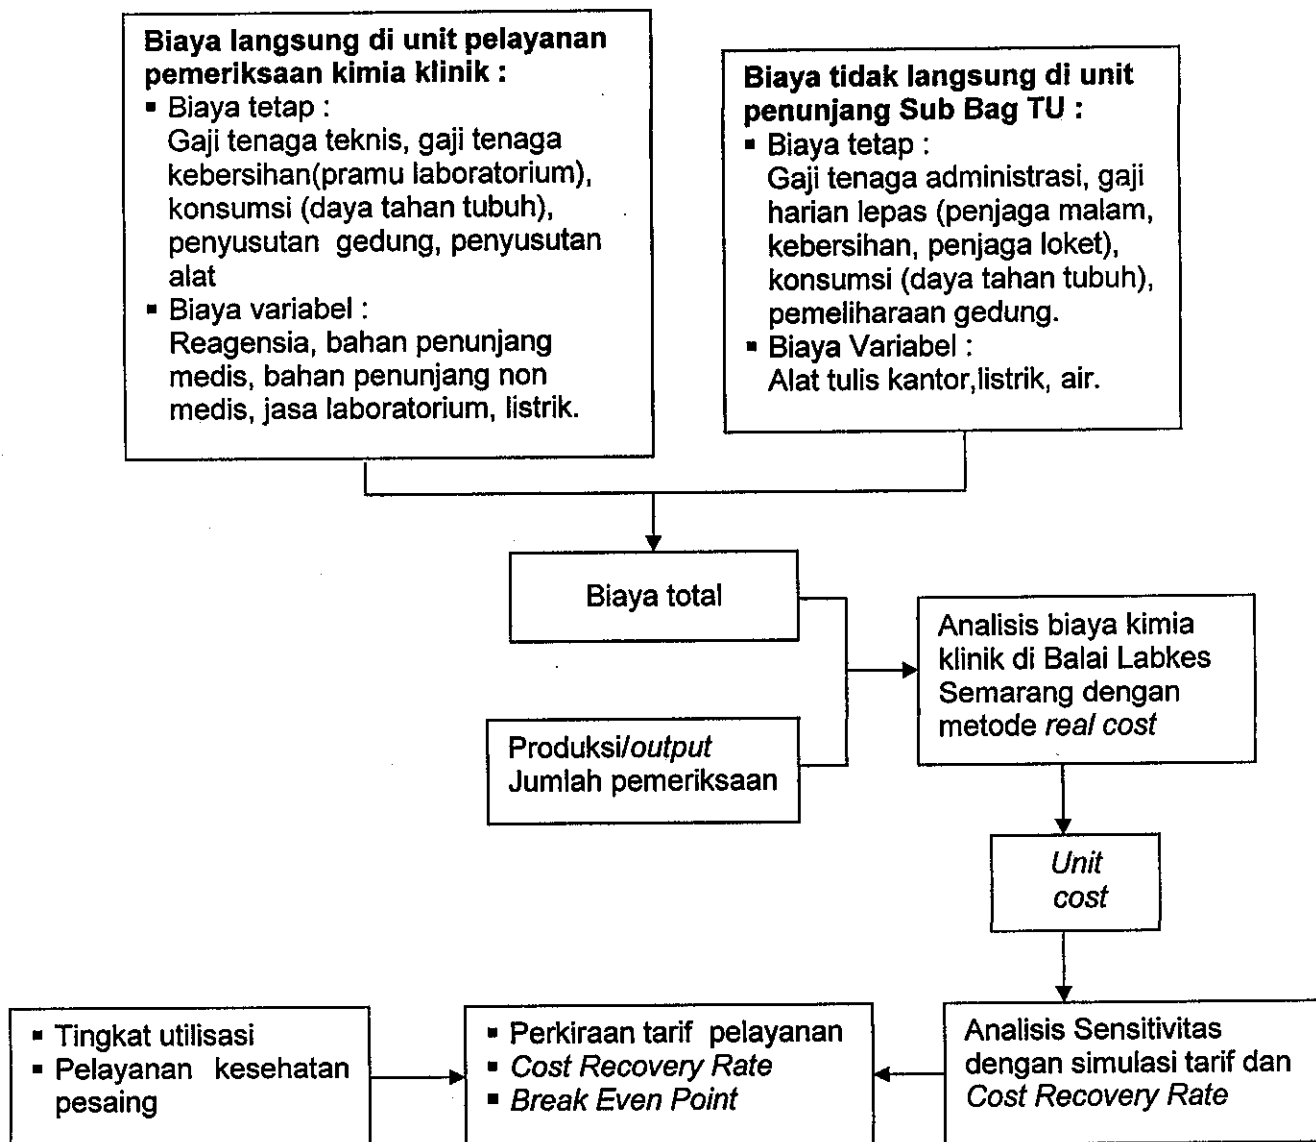 Biaya langsung di unit pelayanan
pemeriksaan kimia klinik :
▪ Biaya tetap :
Gaji tenaga teknis, gaji tenaga
kebersihan(pramu laboratorium),
konsumsi (daya tahan tubuh),
penyusutan gedung, penyusutan
alat
▪ Biaya variabel :
Reagensia, bahan penunjang
medis, bahan penunjang non
medis, jasa laboratorium, listrik.
Biaya tidak langsung di unit
penunjang Sub Bag TU :
▪ Biaya tetap :
Gaji tenaga administrasi, gaji
harian lepas (penjaga malam,
kebersihan, penjaga loket),
konsumsi (daya tahan tubuh),
pemeliharaan gedung.
▪ Biaya Variabel :
Alat tulis kantor,listrik, air.
Biaya total
Produksi/output
Jumlah pemeriksaan
Analisis biaya kimia
klinik di Balai Labkes
Semarang dengan
metode real cost
Unit
cost
▪ Tingkat utilisasi
▪ Pelayanan kesehatan
pesaing
▪ Perkiraan tarif pelayanan
▪ Cost Recovery Rate
▪ Break Even Point
Analisis Sensitivitas
dengan simulasi tarif dan
Cost Recovery Rate